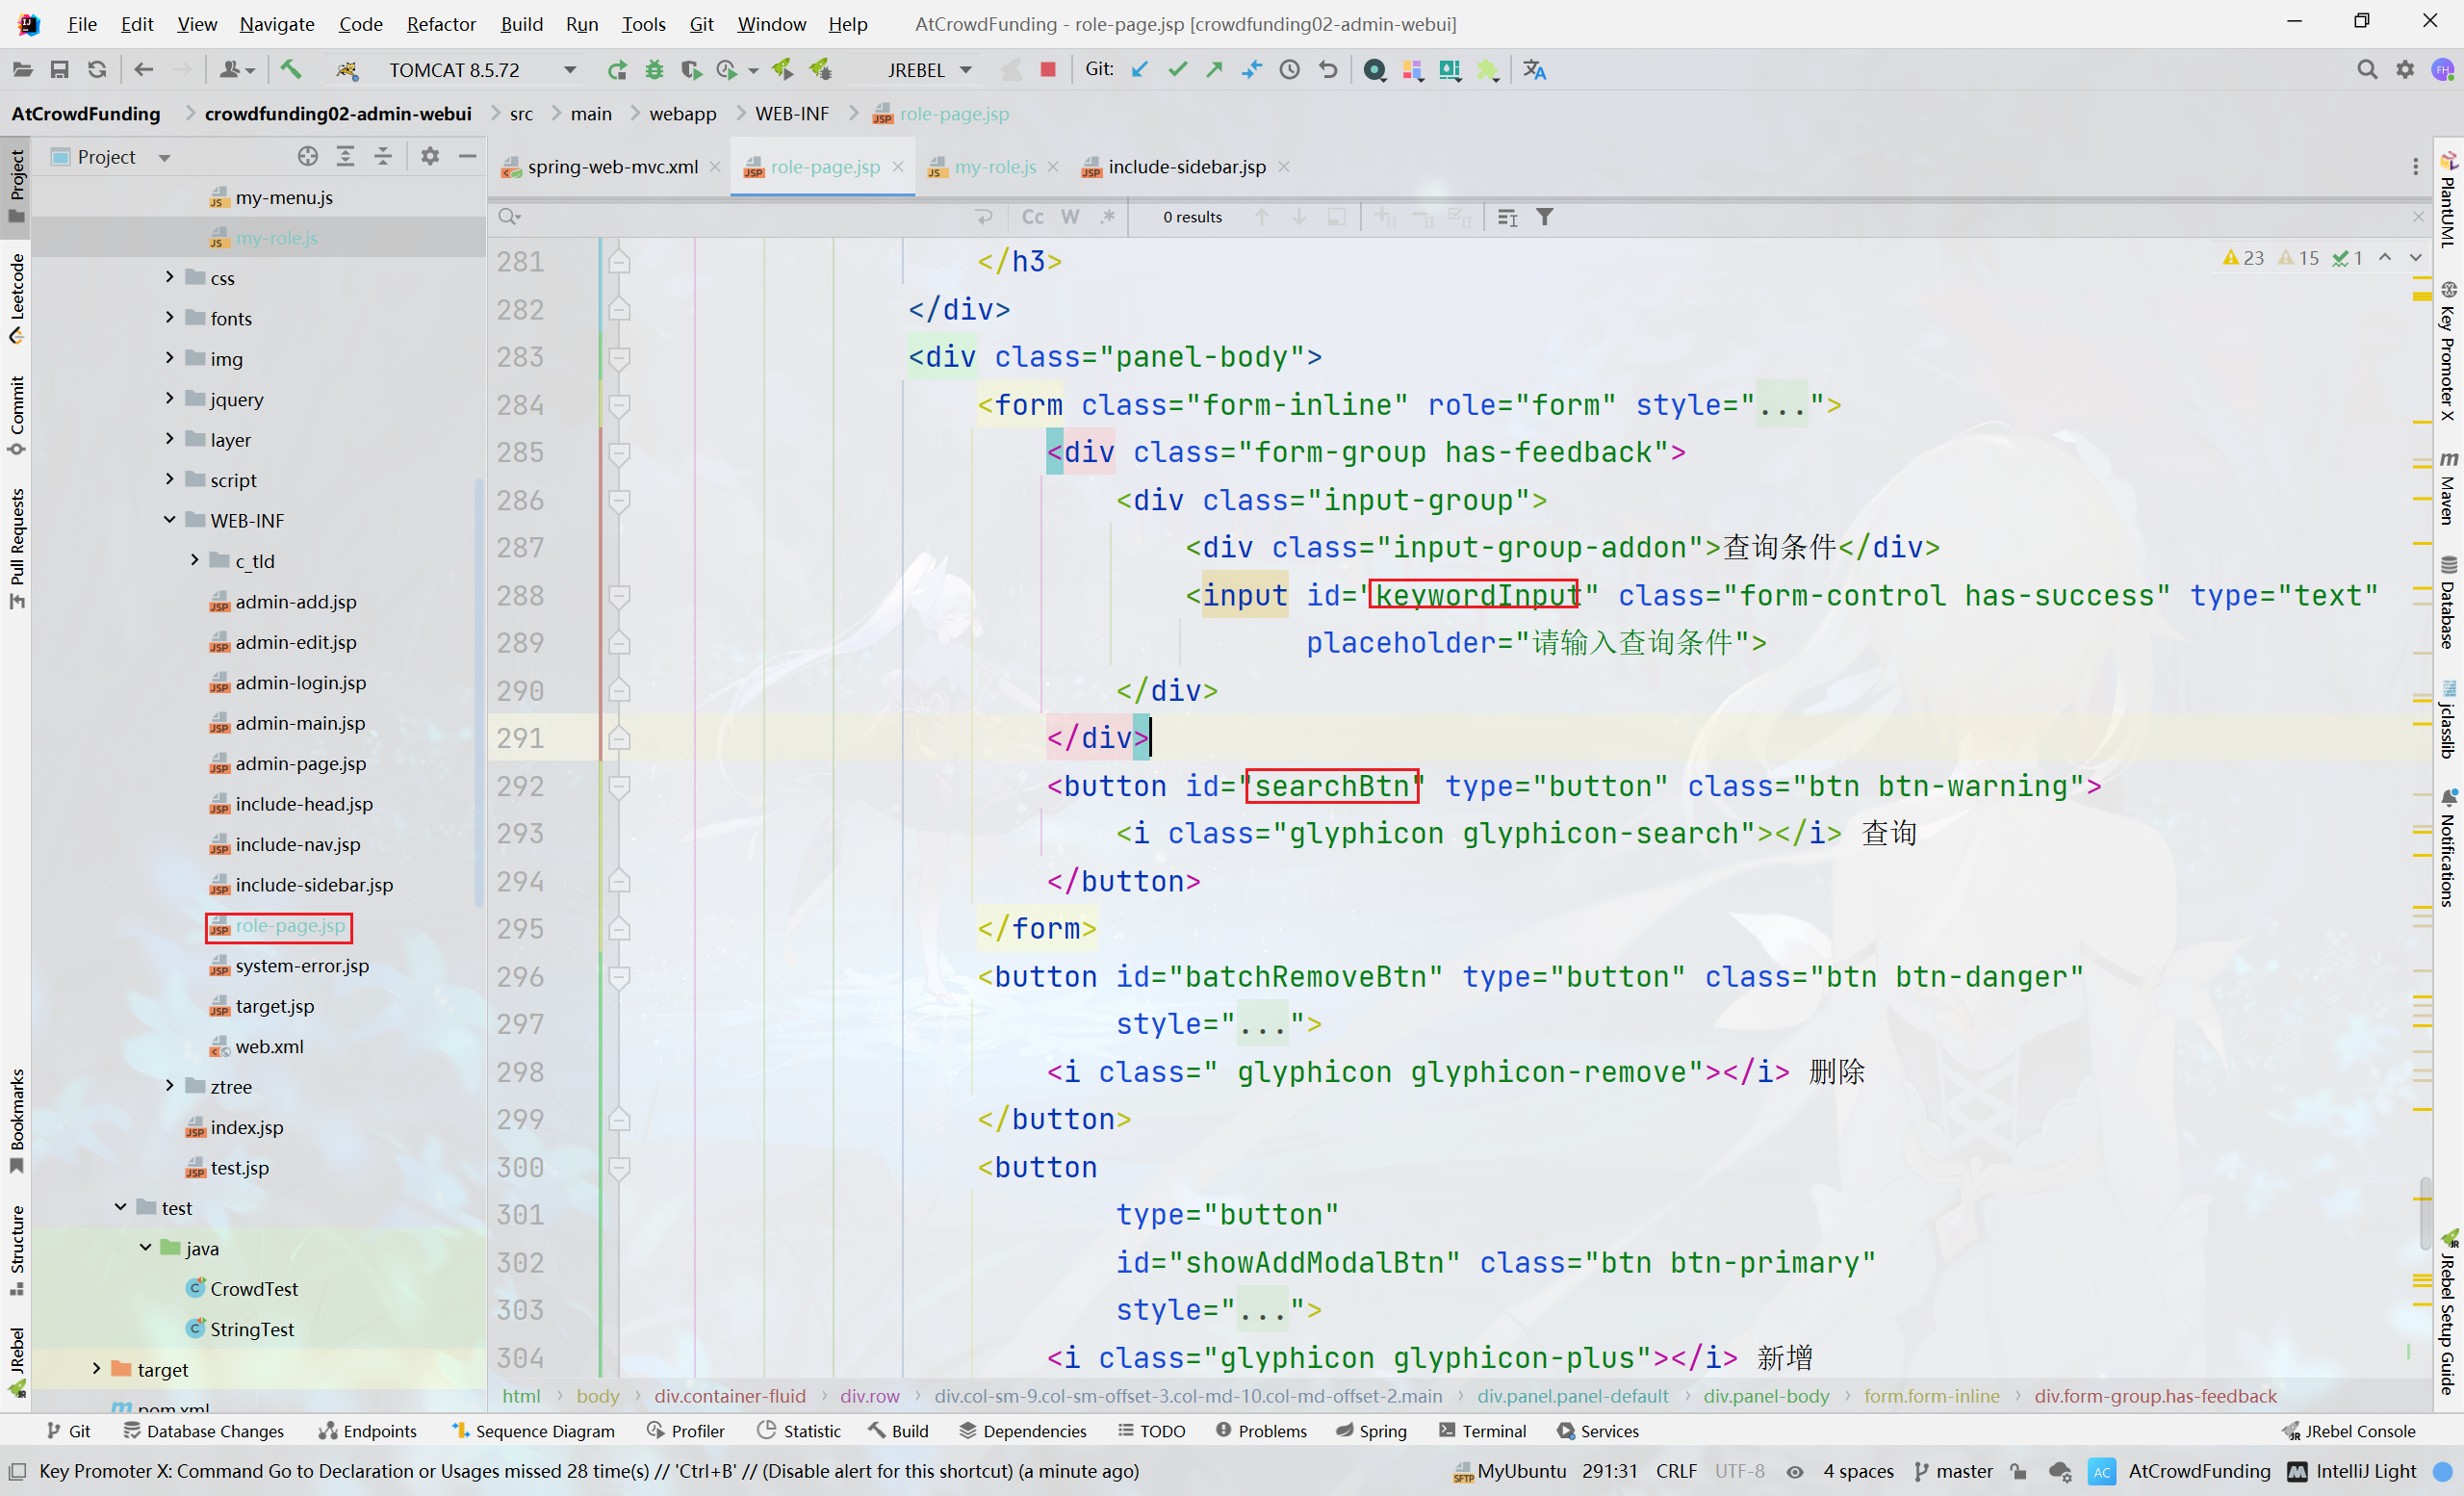 File Edit View Navigate Code Refactor Build Run Tools Git Window Help AtCrowdFunding - role-page.jsp [crowdfunding02-admin-webui]
TOMCAT 8.5.72 JREBEL Git: FH
AtCrowdFunding crowdfunding02-admin-webui src main webapp WEB-INF role-page.jsp
Project
spring-web-mvc.xml role-page.jsp my-role.js include-sidebar.jsp
Cc W .* 0 results
23 15 1
my-menu.js
my-role.js
css
fonts
img
jquery
layer
script
WEB-INF
c_tld
admin-add.jsp
admin-edit.jsp
admin-login.jsp
admin-main.jsp
admin-page.jsp
include-head.jsp
include-nav.jsp
include-sidebar.jsp
role-page.jsp
system-error.jsp
target.jsp
web.xml
ztree
index.jsp
test.jsp
test
java
CrowdTest
StringTest
target
pom.xml
281 </h3>
282 </div>
283 <div class="panel-body">
284 <form class="form-inline" role="form" style="...">
285 <div class="form-group has-feedback">
286 <div class="input-group">
287 <div class="input-group-addon">查询条件</div>
288 <input id="keywordInput" class="form-control has-success" type="text"
289 placeholder="请输入查询条件">
290 </div>
291 </div>
292 <button id="searchBtn" type="button" class="btn btn-warning">
293 <i class="glyphicon glyphicon-search"></i> 查询
294 </button>
295 </form>
296 <button id="batchRemoveBtn" type="button" class="btn btn-danger"
297 style="...">
298 <i class=" glyphicon glyphicon-remove"></i> 删除
299 </button>
300 <button
301 type="button"
302 id="showAddModalBtn" class="btn btn-primary"
303 style="...">
304 <i class="glyphicon glyphicon-plus"></i> 新增
html body div.container-fluid div.row div.col-sm-9.col-sm-offset-3.col-md-10.col-md-offset-2.main div.panel.panel-default div.panel-body form.form-inline div.form-group.has-feedback
Project
Leetcode
Commit
Pull Requests
Bookmarks
Structure
JRebel
PlantUML
Key Promoter X
Maven
Database
jclasslib
Notifications
JRebel Setup Guide
Git Database Changes Endpoints Sequence Diagram Profiler Statistic Build Dependencies TODO Problems Spring Terminal Services JRebel Console
Key Promoter X: Command Go to Declaration or Usages missed 28 time(s) // 'Ctrl+B' // (Disable alert for this shortcut) (a minute ago) MyUbuntu 291:31 CRLF UTF-8 4 spaces master AC AtCrowdFunding IntelliJ Light